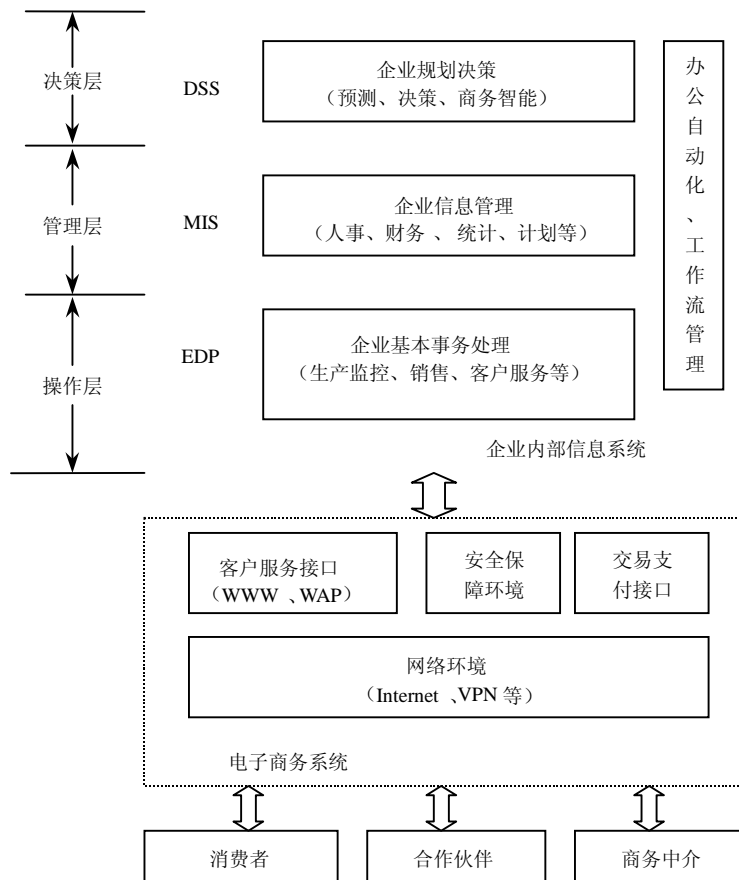 决策层
DSS
企业规划决策
（预测、决策、商务智能）
办公自动化、工作流管理
管理层
MIS
企业信息管理
（人事、财务 、 统计、计划等）
操作层
EDP
企业基本事务处理
（生产监控、销售、客户服务等）
企业内部信息系统
客户服务接口
（WWW 、WAP）
安全保
障环境
交易支
付接口
网络环境
（Internet 、VPN 等）
电子商务系统
消费者
合作伙伴
商务中介